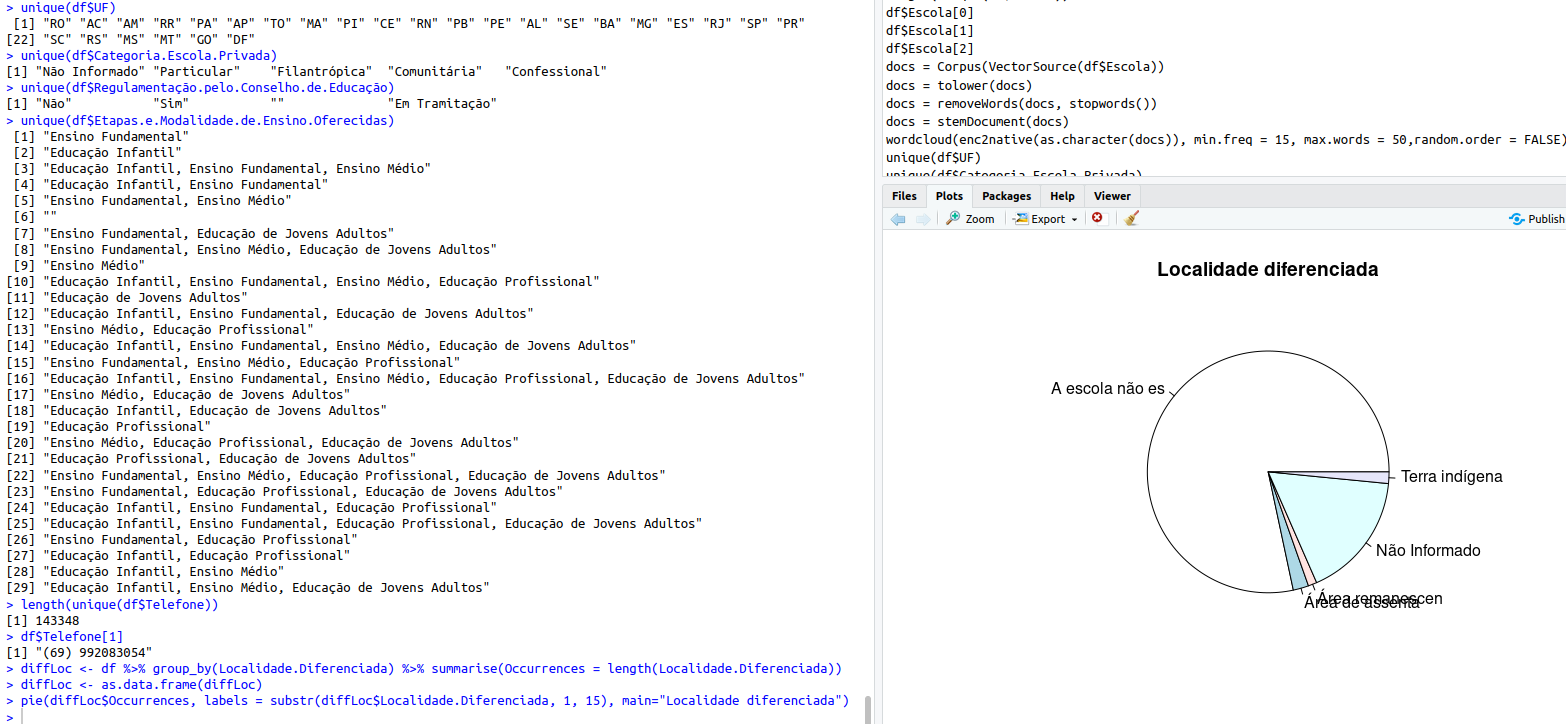 > unique(df$UF)
 [1] "RO" "AC" "AM" "RR" "PA" "AP" "TO" "MA" "PI" "CE" "RN" "PB" "PE" "AL" "SE" "BA" "MG" "ES" "RJ" "SP" "PR"
[22] "SC" "RS" "MS" "MT" "GO" "DF"
> unique(df$Categoria.Escola.Privada)
[1] "Não Informado" "Particular"    "Filantrópica"  "Comunitária"   "Confessional"
> unique(df$Regulamentação.pelo.Conselho.de.Educação)
[1] "Não"           "Sim"           ""              "Em Tramitação"
> unique(df$Etapas.e.Modalidade.de.Ensino.Oferecidas)
 [1] "Ensino Fundamental"
 [2] "Educação Infantil"
 [3] "Educação Infantil, Ensino Fundamental, Ensino Médio"
 [4] "Educação Infantil, Ensino Fundamental"
 [5] "Ensino Fundamental, Ensino Médio"
 [6] ""
 [7] "Ensino Fundamental, Educação de Jovens Adultos"
 [8] "Ensino Fundamental, Ensino Médio, Educação de Jovens Adultos"
 [9] "Ensino Médio"
[10] "Educação Infantil, Ensino Fundamental, Ensino Médio, Educação Profissional"
[11] "Educação de Jovens Adultos"
[12] "Educação Infantil, Ensino Fundamental, Educação de Jovens Adultos"
[13] "Ensino Médio, Educação Profissional"
[14] "Educação Infantil, Ensino Fundamental, Ensino Médio, Educação de Jovens Adultos"
[15] "Ensino Fundamental, Ensino Médio, Educação Profissional"
[16] "Educação Infantil, Ensino Fundamental, Ensino Médio, Educação Profissional, Educação de Jovens Adultos"
[17] "Ensino Médio, Educação de Jovens Adultos"
[18] "Educação Infantil, Educação de Jovens Adultos"
[19] "Educação Profissional"
[20] "Ensino Médio, Educação Profissional, Educação de Jovens Adultos"
[21] "Educação Profissional, Educação de Jovens Adultos"
[22] "Ensino Fundamental, Ensino Médio, Educação Profissional, Educação de Jovens Adultos"
[23] "Ensino Fundamental, Educação Profissional, Educação de Jovens Adultos"
[24] "Educação Infantil, Ensino Fundamental, Educação Profissional"
[25] "Educação Infantil, Ensino Fundamental, Educação Profissional, Educação de Jovens Adultos"
[26] "Ensino Fundamental, Educação Profissional"
[27] "Educação Infantil, Educação Profissional"
[28] "Educação Infantil, Ensino Médio"
[29] "Educação Infantil, Ensino Médio, Educação de Jovens Adultos"
> length(unique(df$Telefone))
[1] 143348
> df$Telefone[1]
[1] "(69) 992083054"
> diffLoc <- df %>% group_by(Localidade.Diferenciada) %>% summarise(Occurrences = length(Localidade.Diferenciada))
> diffLoc <- as.data.frame(diffLoc)
> pie(diffLoc$Occurrences, labels = substr(diffLoc$Localidade.Diferenciada, 1, 15), main="Localidade diferenciada")
>
df$Escola[0]
df$Escola[1]
df$Escola[2]
docs = Corpus(VectorSource(df$Escola))
docs = tolower(docs)
docs = removeWords(docs, stopwords())
docs = stemDocument(docs)
wordcloud(enc2native(as.character(docs)), min.freq = 15, max.words = 50,random.order = FALSE)
unique(df$UF)
unique(df$Categoria.Escola.Privada)
Files Plots Packages Help Viewer
Zoom Export Publish
Localidade diferenciada
A escola não es
Terra indígena
Não Informado
Área remanescen
Área de assenta